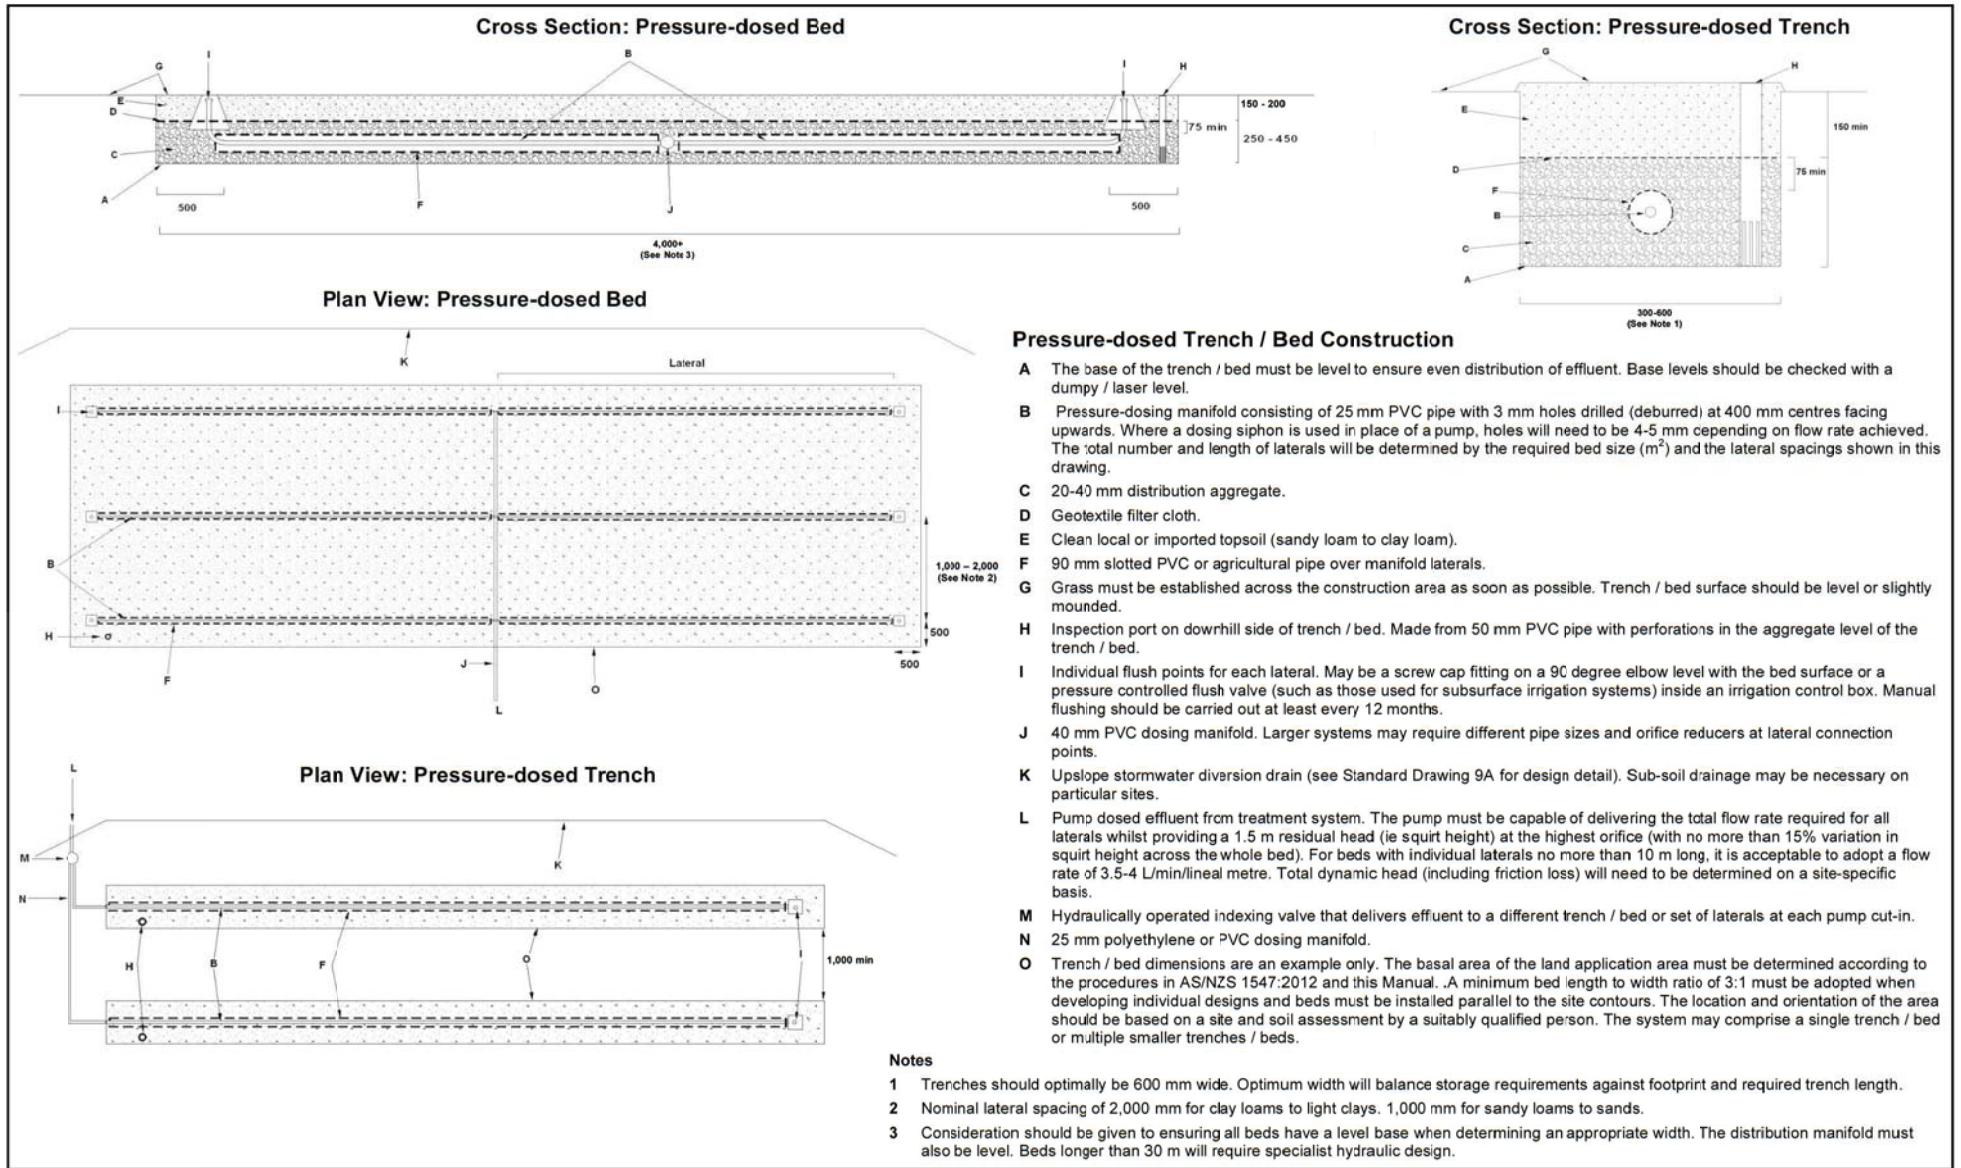 Cross Section: Pressure-dosed Bed
G
I
B
I
H
E
D
C
A
150 - 200
75 min
250 - 450
500
F
J
500
4,000+
(See Note 3)
Cross Section: Pressure-dosed Trench
G
H
E
150 min
D
75 min
F
B
C
A
300-600
(See Note 1)
Plan View: Pressure-dosed Bed
K
Lateral
I
B
1,000 – 2,000
(See Note 2)
H
500
500
F
J
O
L
Plan View: Pressure-dosed Trench
L
M
K
N
H
B
F
O
I
1,000 min
Pressure-dosed Trench / Bed Construction
A The base of the trench / bed must be level to ensure even distribution of effluent. Base levels should be checked with a
dumpy / laser level.
B Pressure-dosing manifold consisting of 25 mm PVC pipe with 3 mm holes drilled (deburred) at 400 mm centres facing
upwards. Where a dosing siphon is used in place of a pump, holes will need to be 4-5 mm cepending on flow rate achieved.
The total number and length of laterals will be determined by the required bed size (m²) and the lateral spacings shown in this
drawing.
C 20-40 mm distribution aggregate.
D Geotextile filter cloth.
E Clean local or imported topsoil (sandy loam to clay loam).
F 90 mm slotted PVC or agricultural pipe over manifold laterals.
G Grass must be established across the construction area as soon as possible. Trench / bed surface should be level or slightly
mounded.
H Inspection port on downhill side of trench / bed. Made from 50 mm PVC pipe with perforations in the aggregate level of the
trench / bed.
I Individual flush points for each lateral. May be a screw cap fitting on a 90 degree elbow level with the bed surface or a
pressure controlled flush valve (such as those used for subsurface irrigation systems) inside an irrigation control box. Manual
flushing should be carried out at least every 12 months.
J 40 mm PVC dosing manifold. Larger systems may require different pipe sizes and orifice reducers at lateral connection
points.
K Upslope stormwater diversion drain (see Standard Drawing 9A for design detail). Sub-soil drainage may be necessary on
particular sites.
L Pump dosed effluent from treatment system. The pump must be capable of delivering the total flow rate required for all
laterals whilst providing a 1.5 m residual head (ie squirt height) at the highest orifice (with no more than 15% variation in
squirt height across the whole bed). For beds with individual laterals no more than 10 m long, it is acceptable to adopt a flow
rate of 3.5-4 L/min/lineal metre. Total dynamic head (including friction loss) will need to be determined on a site-specific
basis.
M Hydraulically operated indexing valve that delivers effluent to a different trench / bed or set of laterals at each pump cut-in.
N 25 mm polyethylene or PVC dosing manifold.
O Trench / bed dimensions are an example only. The basal area of the land application area must be determined according to
the procedures in AS/NZS 1547:2012 and this Manual. .A minimum bed length to width ratio of 3:1 must be adopted when
developing individual designs and beds must be installed parallel to the site contours. The location and orientation of the area
should be based on a site and soil assessment by a suitably qualified person. The system may comprise a single trench / bed
or multiple smaller trenches / beds.
Notes
1 Trenches should optimally be 600 mm wide. Optimum width will balance storage requirements against footprint and required trench length.
2 Nominal lateral spacing of 2,000 mm for clay loams to light clays. 1,000 mm for sandy loams to sands.
3 Consideration should be given to ensuring all beds have a level base when determining an appropriate width. The distribution manifold must
also be level. Beds longer than 30 m will require specialist hydraulic design.